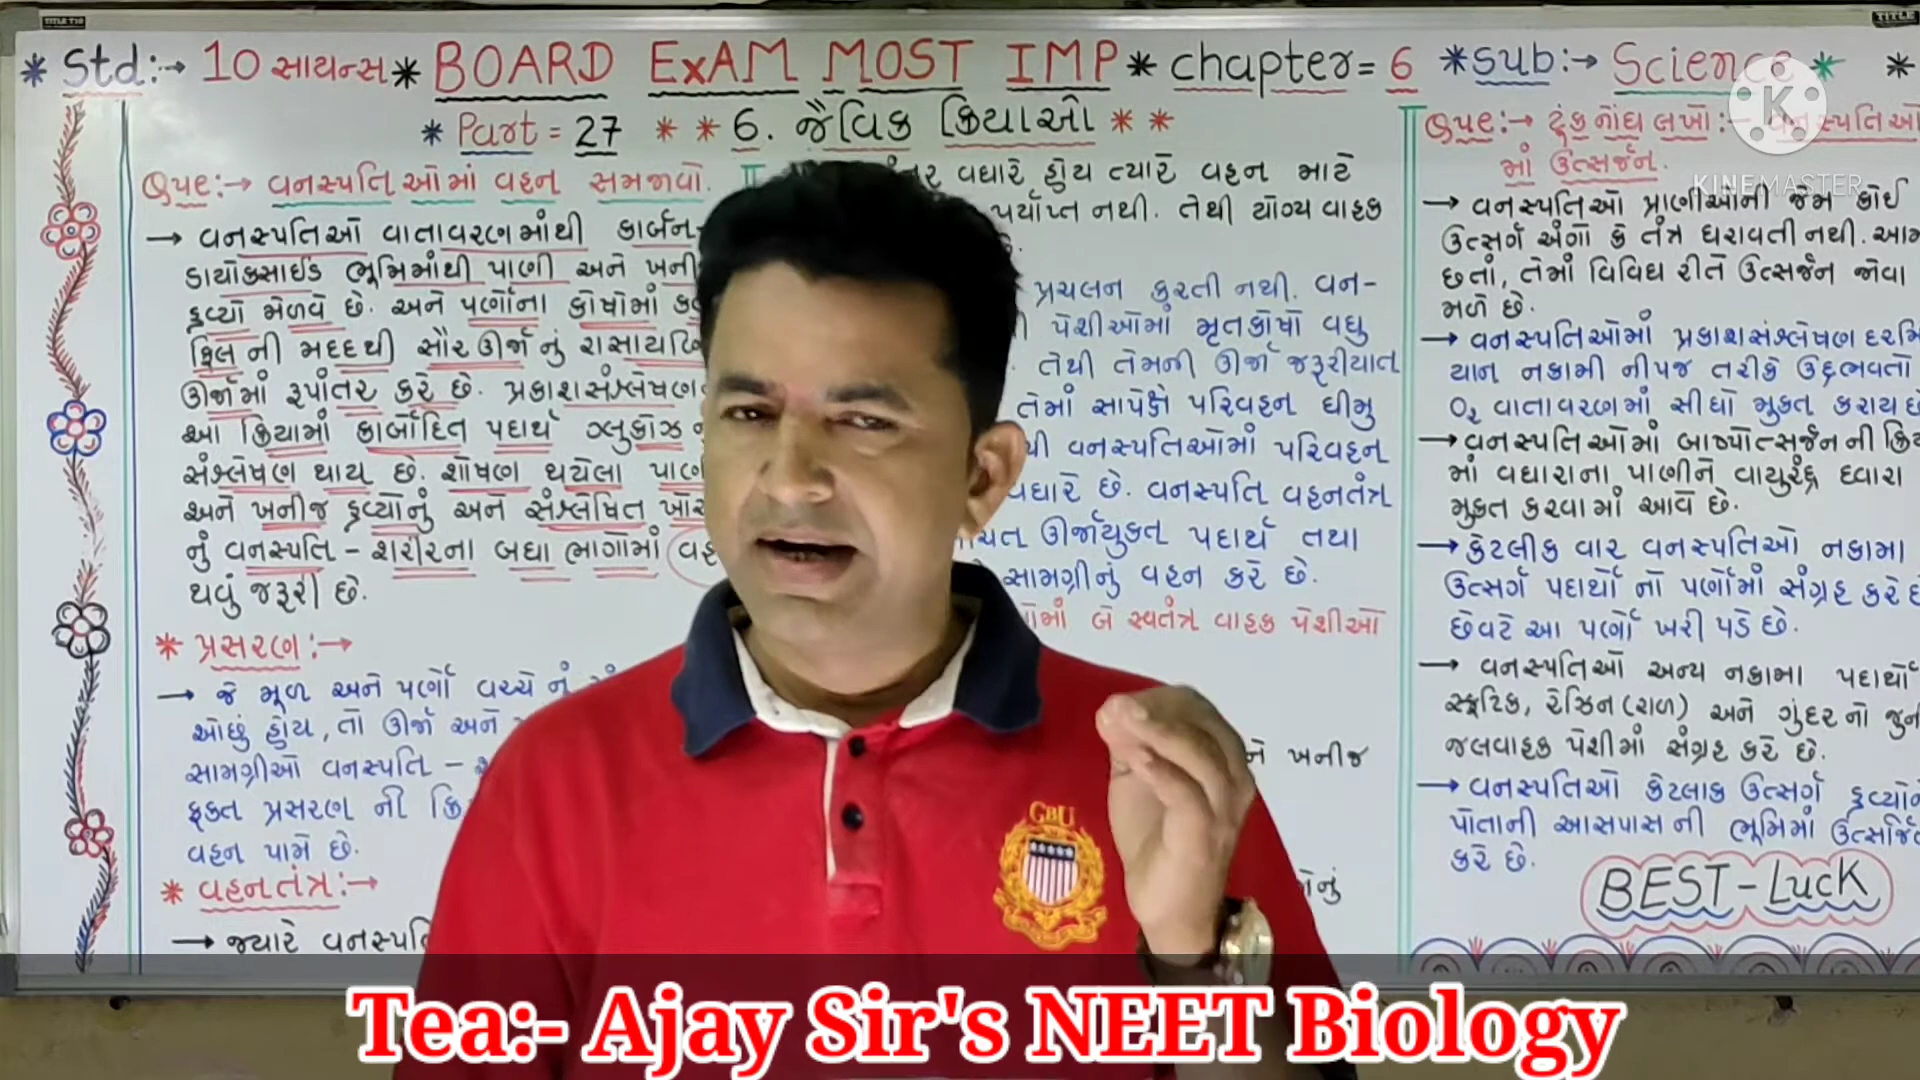 * Std:→ 10 સાયન્સ * BOARD ExAM MOST IMP * chapter= 6 * Sub:→ Science * *
* Part = 27 * * 6. જૈવિક ક્રિયાઓ * *
Que:→ વનસ્પતિઓમાં વહન સમજાવો.
→ વનસ્પતિઓ વાતાવરણમાંથી કાર્બન-
ડાયોક્સાઈડ ભૂમિમાંથી પાણી અને ખની
દ્રવ્યો મેળવે છે. અને પર્ણોના કોષોમાં
ફિલ ની મદદથી સૌર ઊર્જા નું રાસાયણિ
ઊર્જામાં રૂપાંતર કરે છે. પ્રકાશસંશ્લેષણ
આ ક્રિયામાં કાર્બોદિત પદાર્થ ગ્લુકોઝ
સંશ્લેષણ થાય છે. શોષણ થયેલા પાણ
અને ખનીજ દ્રવ્યોનું અને સંશ્લેષિત ખોર
નું વનસ્પતિ - શરીરના બધા ભાગોમાં વહ
થવું જરૂરી છે.
* પ્રસરણ:→
→ જે મૂળ અને પર્ણો વચ્ચે નું
ઓછું હોય, તો ઊર્જા અને
સામગ્રીઓ વનસ્પતિ -
ફક્ત પ્રસરણ ની ક્રિ
વહન પામે છે.
* વહનતંત્ર:→
→ જ્યારે વનસ્પતિ
વધારે હોય ત્યારે વહન માટે
પર્યાપ્ત નથી. તેથી યોગ્ય વાહક
પ્રચલન કરતી નથી. વન-
પેશીઓમાં મૃતકોષો વધુ
તેથી તેમની ઊર્જા જરૂરીયાત
તેમાં સાપેક્ષે પરિવહન ધીમુ
થી વનસ્પતિઓમાં પરિવહન
વધારે છે. વનસ્પતિ વહનતંત્ર
ઊર્જાયુક્ત પદાર્થ તથા
સામગ્રીનું વહન કરે છે.
બે સ્વતંત્ર વાહક પેશીઓ
ને ખનીજ
Que:→ ટૂંક નોંધ લખો:- વનસ્પતિઓ
માં ઉત્સર્જન.
→ વનસ્પતિઓ પ્રાણીઓની જેમ કોઈ
ઉત્સર્ગ અંગો કે તંત્ર ધરાવતી નથી. આમ
છતાં, તેમાં વિવિધ રીતે ઉત્સર્જન જોવા
મળે છે.
→ વનસ્પતિઓમાં પ્રકાશસંશ્લેષણ દરમિ
યાન નકામી નીપજ તરીકે ઉદ્દભવતો
O₂ વાતાવરણમાં સીધો મુક્ત કરાય છે
→ વનસ્પતિઓમાં બાષ્પોત્સર્જન ની ક્રિય
માં વધારાના પાણીને વાયુરંદ્ર દ્વારા
મુક્ત કરવામાં આવે છે.
→ કેટલીક વાર વનસ્પતિઓ નકામા
ઉત્સર્ગ પદાર્થો નો પર્ણોમાં સંગ્રહ કરે છે
છેવટે આ પર્ણો ખરી પડે છે.
→ વનસ્પતિઓ અન્ય નકામા પદાર્થો
સ્ફટિક, રેઝિન (રાળ) અને ગુંદરનો જુની
જલવાહક પેશીમાં સંગ્રહ કરે છે.
→ વનસ્પતિઓ કેટલાક ઉત્સર્ગ દ્રવ્યોને
પોતાની આસપાસ ની ભૂમિમાં ઉત્સર્જિત
કરે છે.
BEST - LucK
K
KINEMASTER
GBU
Tea:- Ajay Sir's NEET Biology